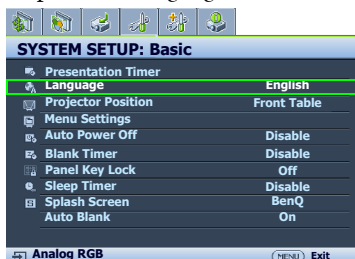 SYSTEM SETUP: Basic
Presentation Timer
Language English
Projector Position Front Table
Menu Settings
Auto Power Off Disable
Blank Timer Disable
Panel Key Lock Off
Sleep Timer Disable
Splash Screen BenQ
Auto Blank On
Analog RGB MENU Exit